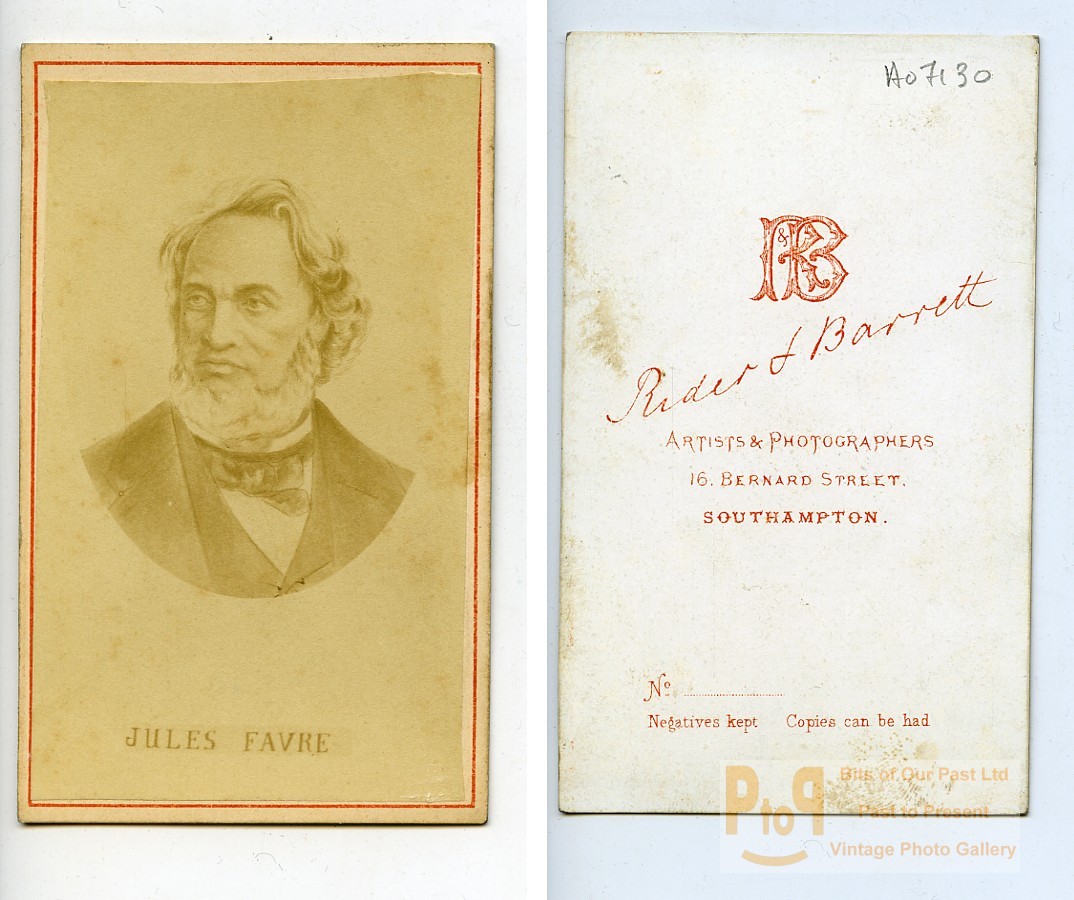 JULES FAVRE
H07130
R&B
Rider & Barrett
ARTISTS & PHOTOGRAPHERS
16. BERNARD STREET.
SOUTHAMPTON.
No
Negatives kept Copies can be had
PtoP
Bits of Our Past Ltd
Past to Present
Vintage Photo Gallery